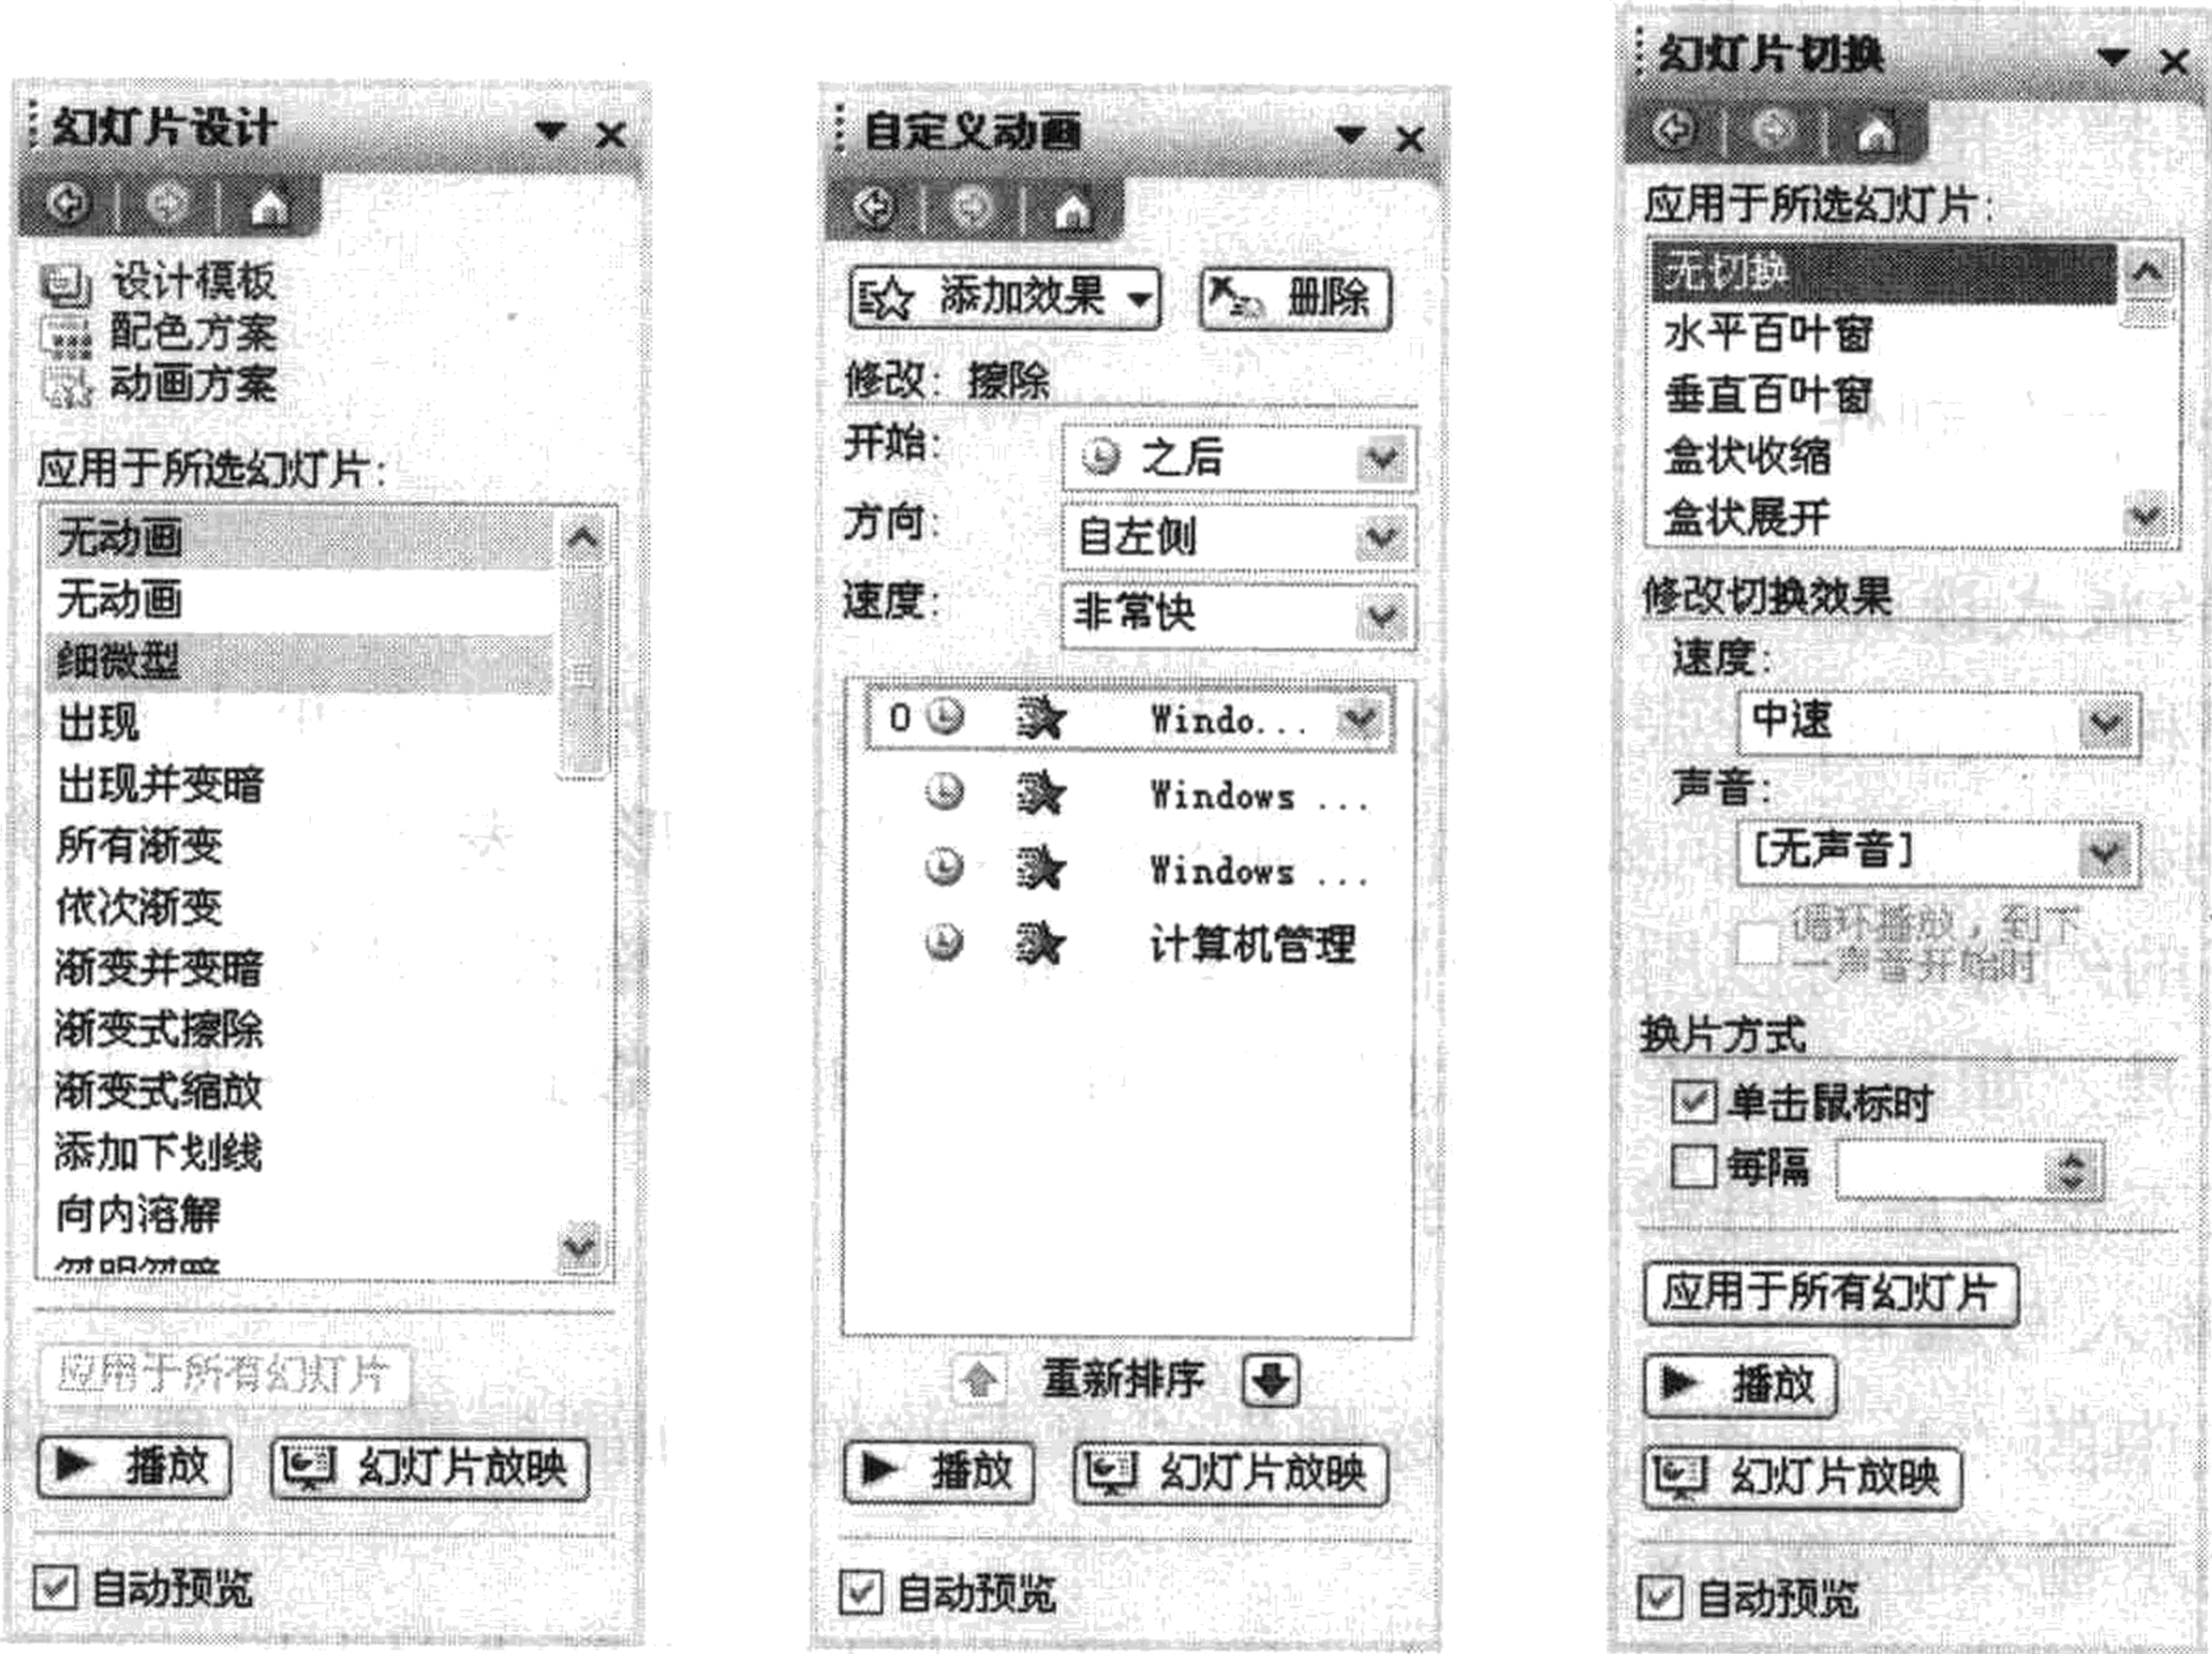 幻灯片设计
设计模板
配色方案
动画方案
应用于所选幻灯片:
无动画
无动画
细微型
出现
出现并变暗
所有渐变
依次渐变
渐变并变暗
渐变式擦除
渐变式缩放
添加下划线
向内溶解
忽明忽暗
应用于所有幻灯片
播放 幻灯片放映
自动预览
自定义动画
添加效果 删除
修改: 擦除
开始: 之后
方向: 自左侧
速度: 非常快
0 Windo...
Windows ...
Windows ...
计算机管理
重新排序
播放 幻灯片放映
自动预览
幻灯片切换
应用于所选幻灯片:
无切换
水平百叶窗
垂直百叶窗
盒状收缩
盒状展开
修改切换效果
速度:
中速
声音:
[无声音]
循环播放，到下
一声音开始时
换片方式
单击鼠标时
每隔
应用于所有幻灯片
播放
幻灯片放映
自动预览